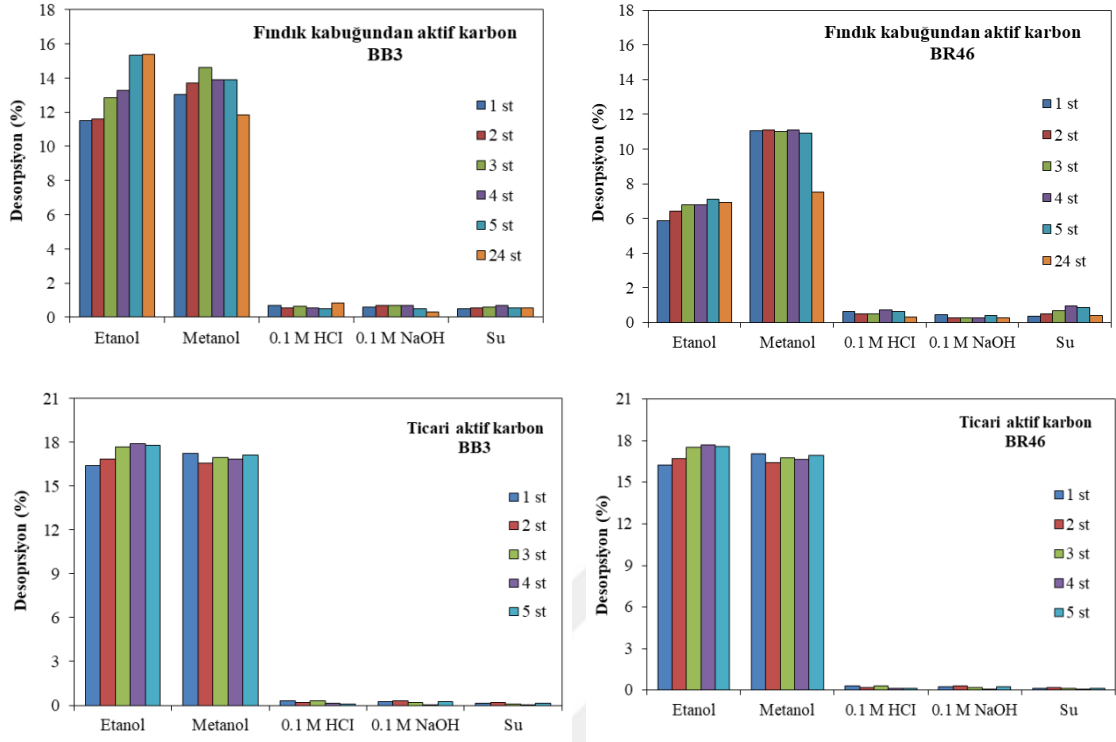 Fındık kabuğundan aktif karbon
BB3
Desorpsiyon (%)
18
16
14
12
10
8
6
4
2
0
1 st
2 st
3 st
4 st
5 st
24 st
Etanol Metanol 0.1 M HCI 0.1 M NaOH Su
Fındık kabuğundan aktif karbon
BR46
Desorpsiyon (%)
18
16
14
12
10
8
6
4
2
0
1 st
2 st
3 st
4 st
5 st
24 st
Etanol Metanol 0.1 M HCI 0.1 M NaOH Su
Ticari aktif karbon
BB3
Desoprsiyon (%)
21
18
15
12
9
6
3
0
1 st
2 st
3 st
4 st
5 st
Etanol Metanol 0.1 M HCI 0.1 M NaOH Su
Ticari aktif karbon
BR46
Desorpsiyon (%)
21
18
15
12
9
6
3
0
1 st
2 st
3 st
4 st
5 st
Etanol Metanol 0.1 M HCI 0.1 M NaOH Su